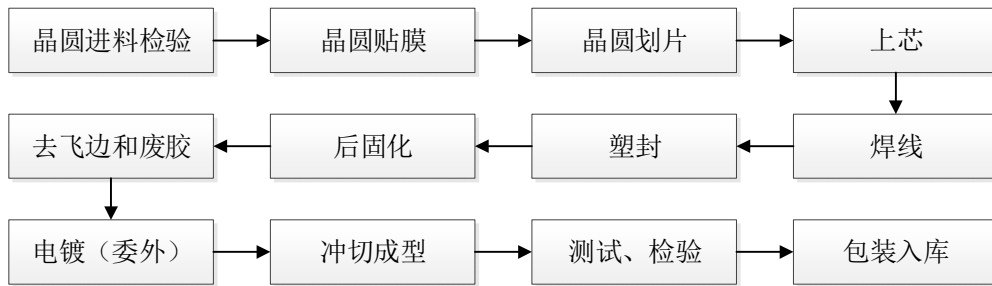 晶圆进料检验
晶圆贴膜
晶圆划片
上芯
焊线
塑封
后固化
去飞边和废胶
电镀（委外）
冲切成型
测试、检验
包装入库